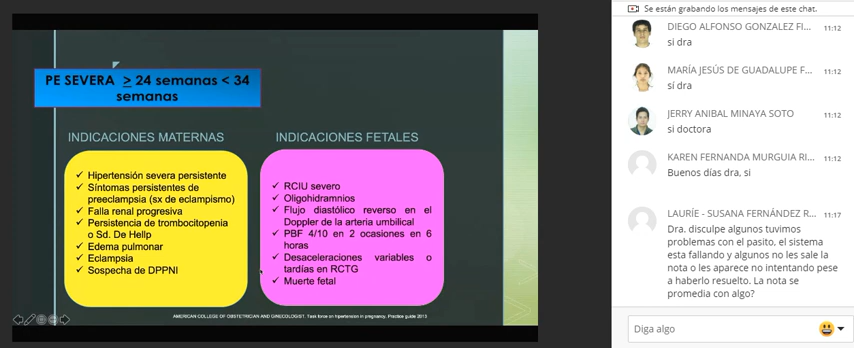 PE SEVERA > 24 semanas < 34
semanas
INDICACIONES MATERNAS
✓ Hipertensión severa persistente
✓ Síntomas persistentes de
preeclampsia (sx de eclampismo)
✓ Falla renal progresiva
✓ Persistencia de trombocitopenia
o Sd. De Hellp
✓ Edema pulmonar
✓ Eclampsia
✓ Sospecha de DPPNI
INDICACIONES FETALES
✓ RCIU severo
✓ Oligohidramnios
✓ Flujo diastólico reverso en el
Doppler de la arteria umbilical
✓ PBF 4/10 en 2 ocasiones en 6
horas
✓ Desaceleraciones variables o
tardías en RCTG
✓ Muerte fetal
AMERICAN COLLEGE OF OBSTETRICIAN AND GINECOLOGIST. Task force on hipertension in pregnancy. Practice guide 2013
Se están grabando los mensajes de este chat.
DIEGO ALFONSO GONZALEZ FI... 11:12
si dra
MARÍA JESÚS DE GUADALUPE F... 11:12
sí dra
JERRY ANIBAL MINAYA SOTO 11:12
si doctora
KAREN FERNANDA MURGUIA RI... 11:12
Buenos días dra, si
LAURÍE - SUSANA FERNÁNDEZ R... 11:17
Dra. disculpe algunos tuvimos
problemas con el pasito, el sistema
esta fallando y algunos no les sale la
nota o les aparece no intentando pese
a haberlo resuelto. La nota se
promedia con algo?
Diga algo